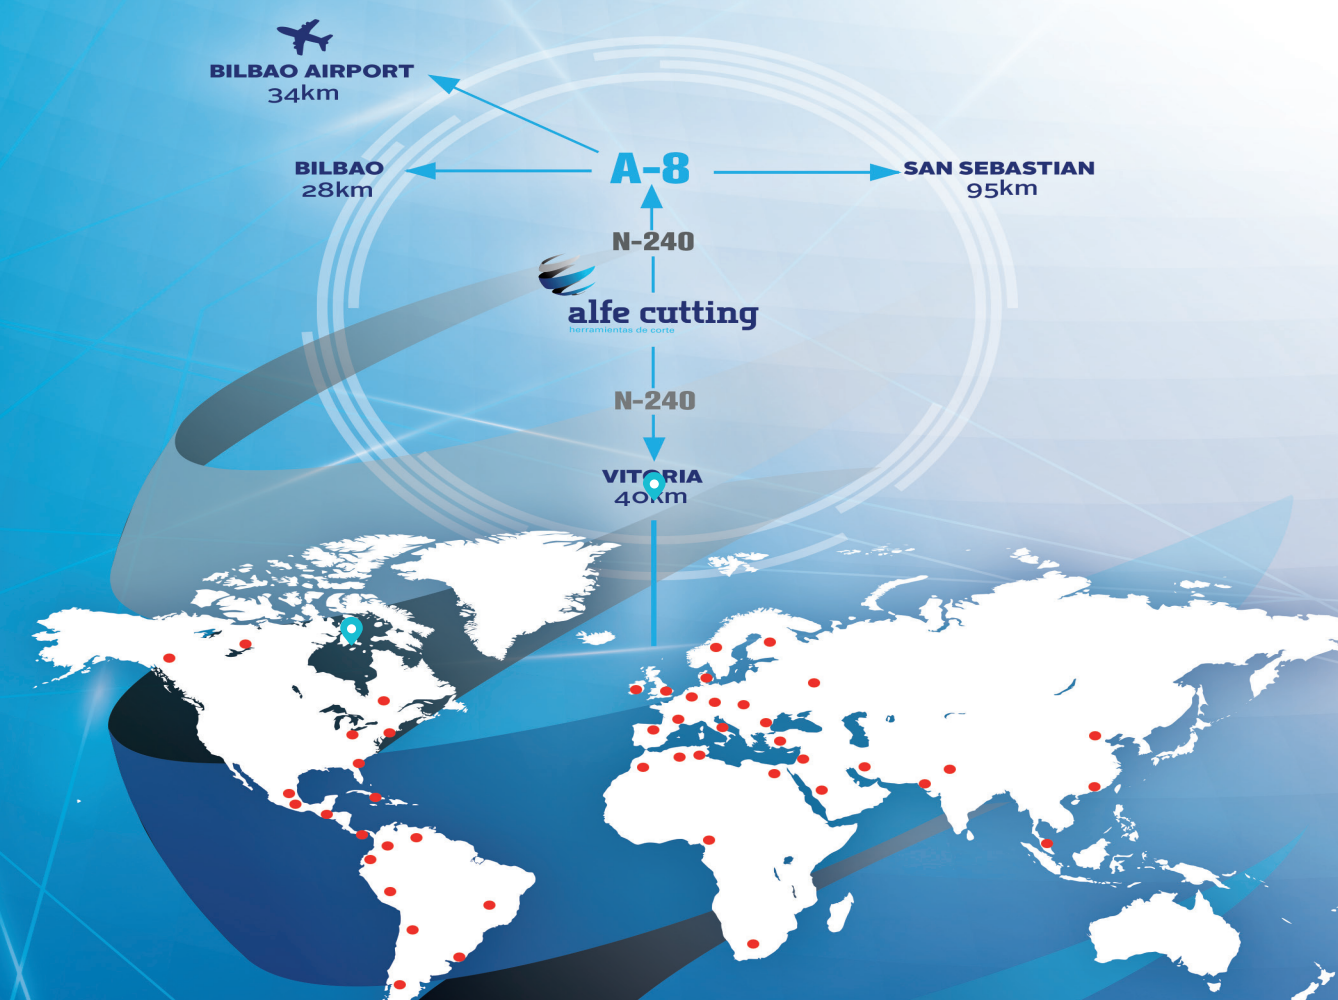 BILBAO AIRPORT
34km
BILBAO
28km
A-8
SAN SEBASTIAN
95km
N-240
alfe cutting
herramientas de corte
N-240
VITORIA
40km